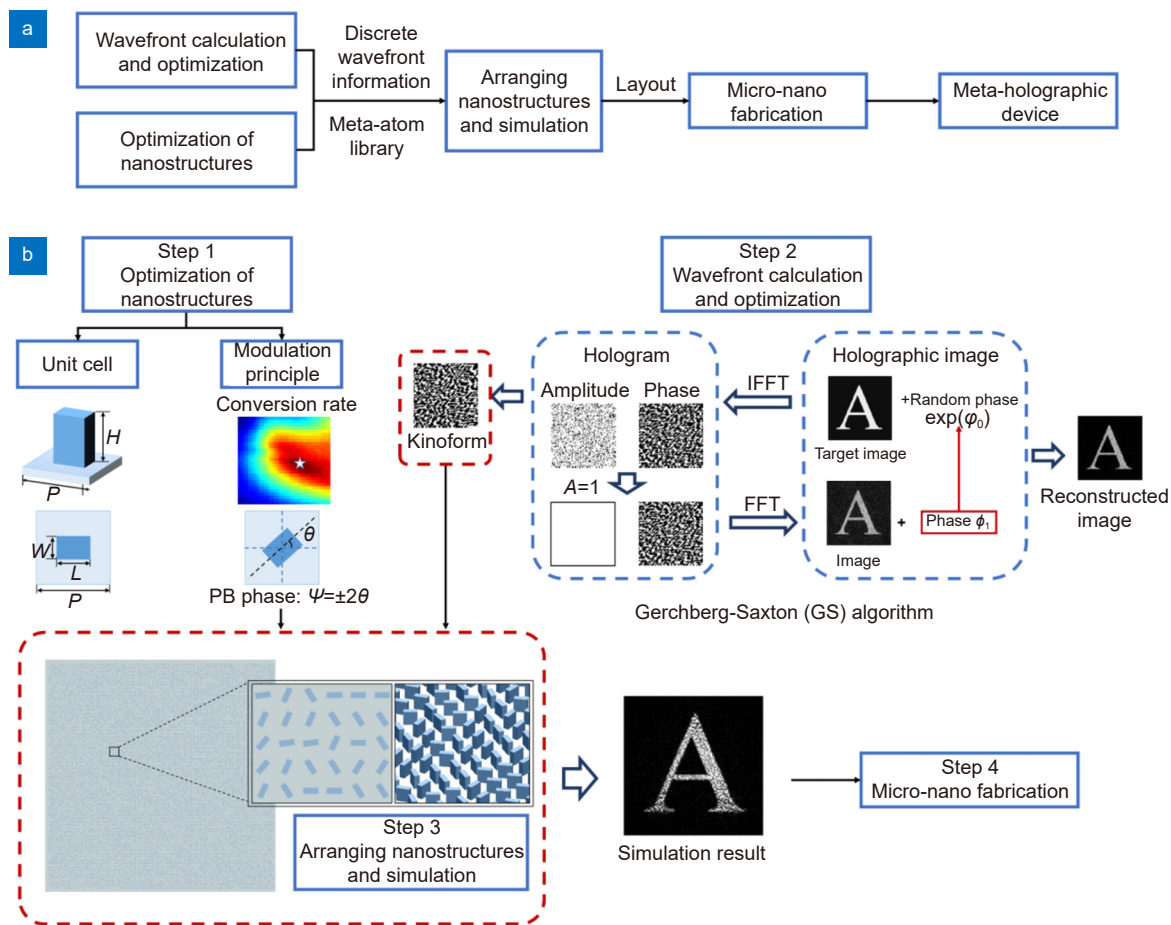 a
Wavefront calculation
and optimization
Optimization of
nanostructures
Discrete
wavefront
information
Meta-atom
library
Arranging
nanostructures
and simulation
Layout
Micro-nano
fabrication
Meta-holographic
device
b
Step 1
Optimization of
nanostructures
Unit cell
H
P
W
L
P
Modulation
principle
Conversion rate
θ
PB phase: Ψ=±2θ
Step 2
Wavefront calculation
and optimization
Kinoform
Hologram
Amplitude
Phase
A=1
IFFT
FFT
Holographic image
A
+Random phase
exp(φ₀)
Target image
A
+
Phase ϕ₁
Image
A
Reconstructed
image
Gerchberg-Saxton (GS) algorithm
Step 3
Arranging nanostructures
and simulation
A
Simulation result
Step 4
Micro-nano fabrication